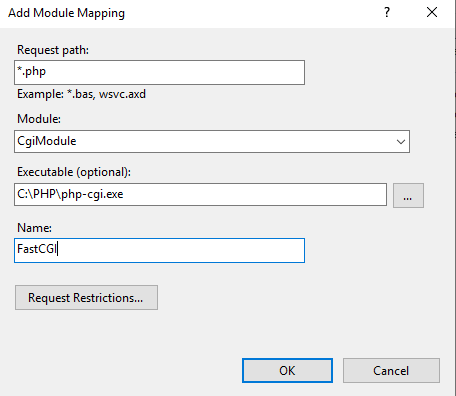 Add Module Mapping
Request path:
*.php
Example: *.bas, wsvc.axd
Module:
CgiModule
Executable (optional):
C:\PHP\php-cgi.exe
...
Name:
FastCGI
Request Restrictions...
OK
Cancel